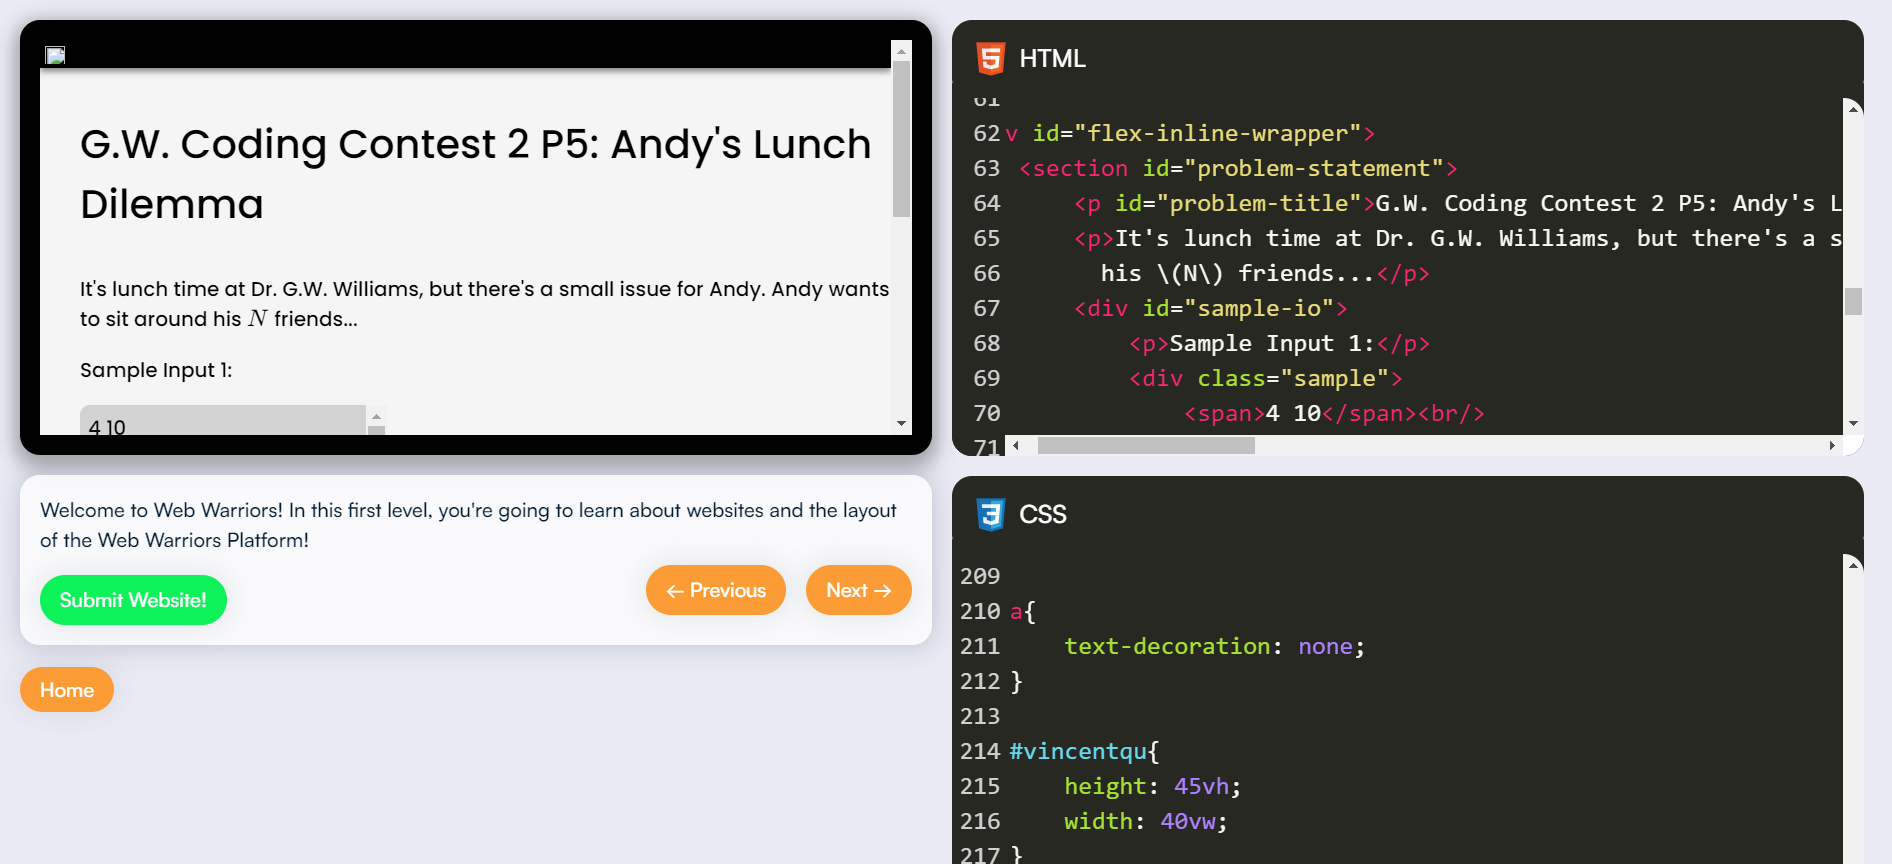 G.W. Coding Contest 2 P5: Andy's Lunch
Dilemma
It's lunch time at Dr. G.W. Williams, but there's a small issue for Andy. Andy wants
to sit around his N friends...
Sample Input 1:
4 10
Welcome to Web Warriors! In this first level, you're going to learn about websites and the layout
of the Web Warriors Platform!
Submit Website!
← Previous
Next →
Home
HTML
61
62 v id="flex-inline-wrapper">
63 <section id="problem-statement">
64 <p id="problem-title">G.W. Coding Contest 2 P5: Andy's L
65 <p>It's lunch time at Dr. G.W. Williams, but there's a s
66 his \(N\) friends...</p>
67 <div id="sample-io">
68 <p>Sample Input 1:</p>
69 <div class="sample">
70 <span>4 10</span><br/>
71
CSS
209
210 a{
211 text-decoration: none;
212 }
213
214 #vincentqu{
215 height: 45vh;
216 width: 40vw;
217 }